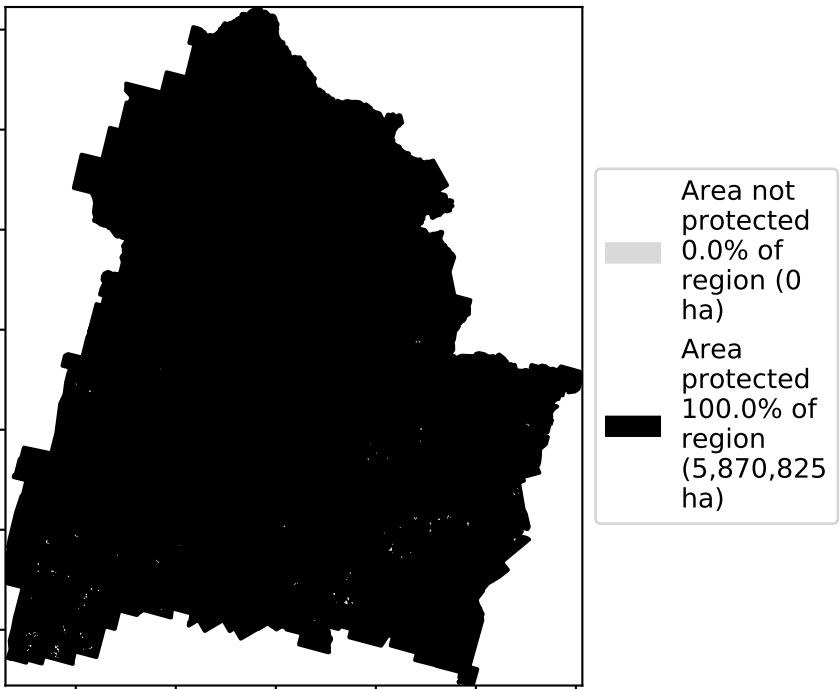 Area not
protected
0.0% of
region (0
ha)
Area
protected
100.0% of
region
(5,870,825
ha)